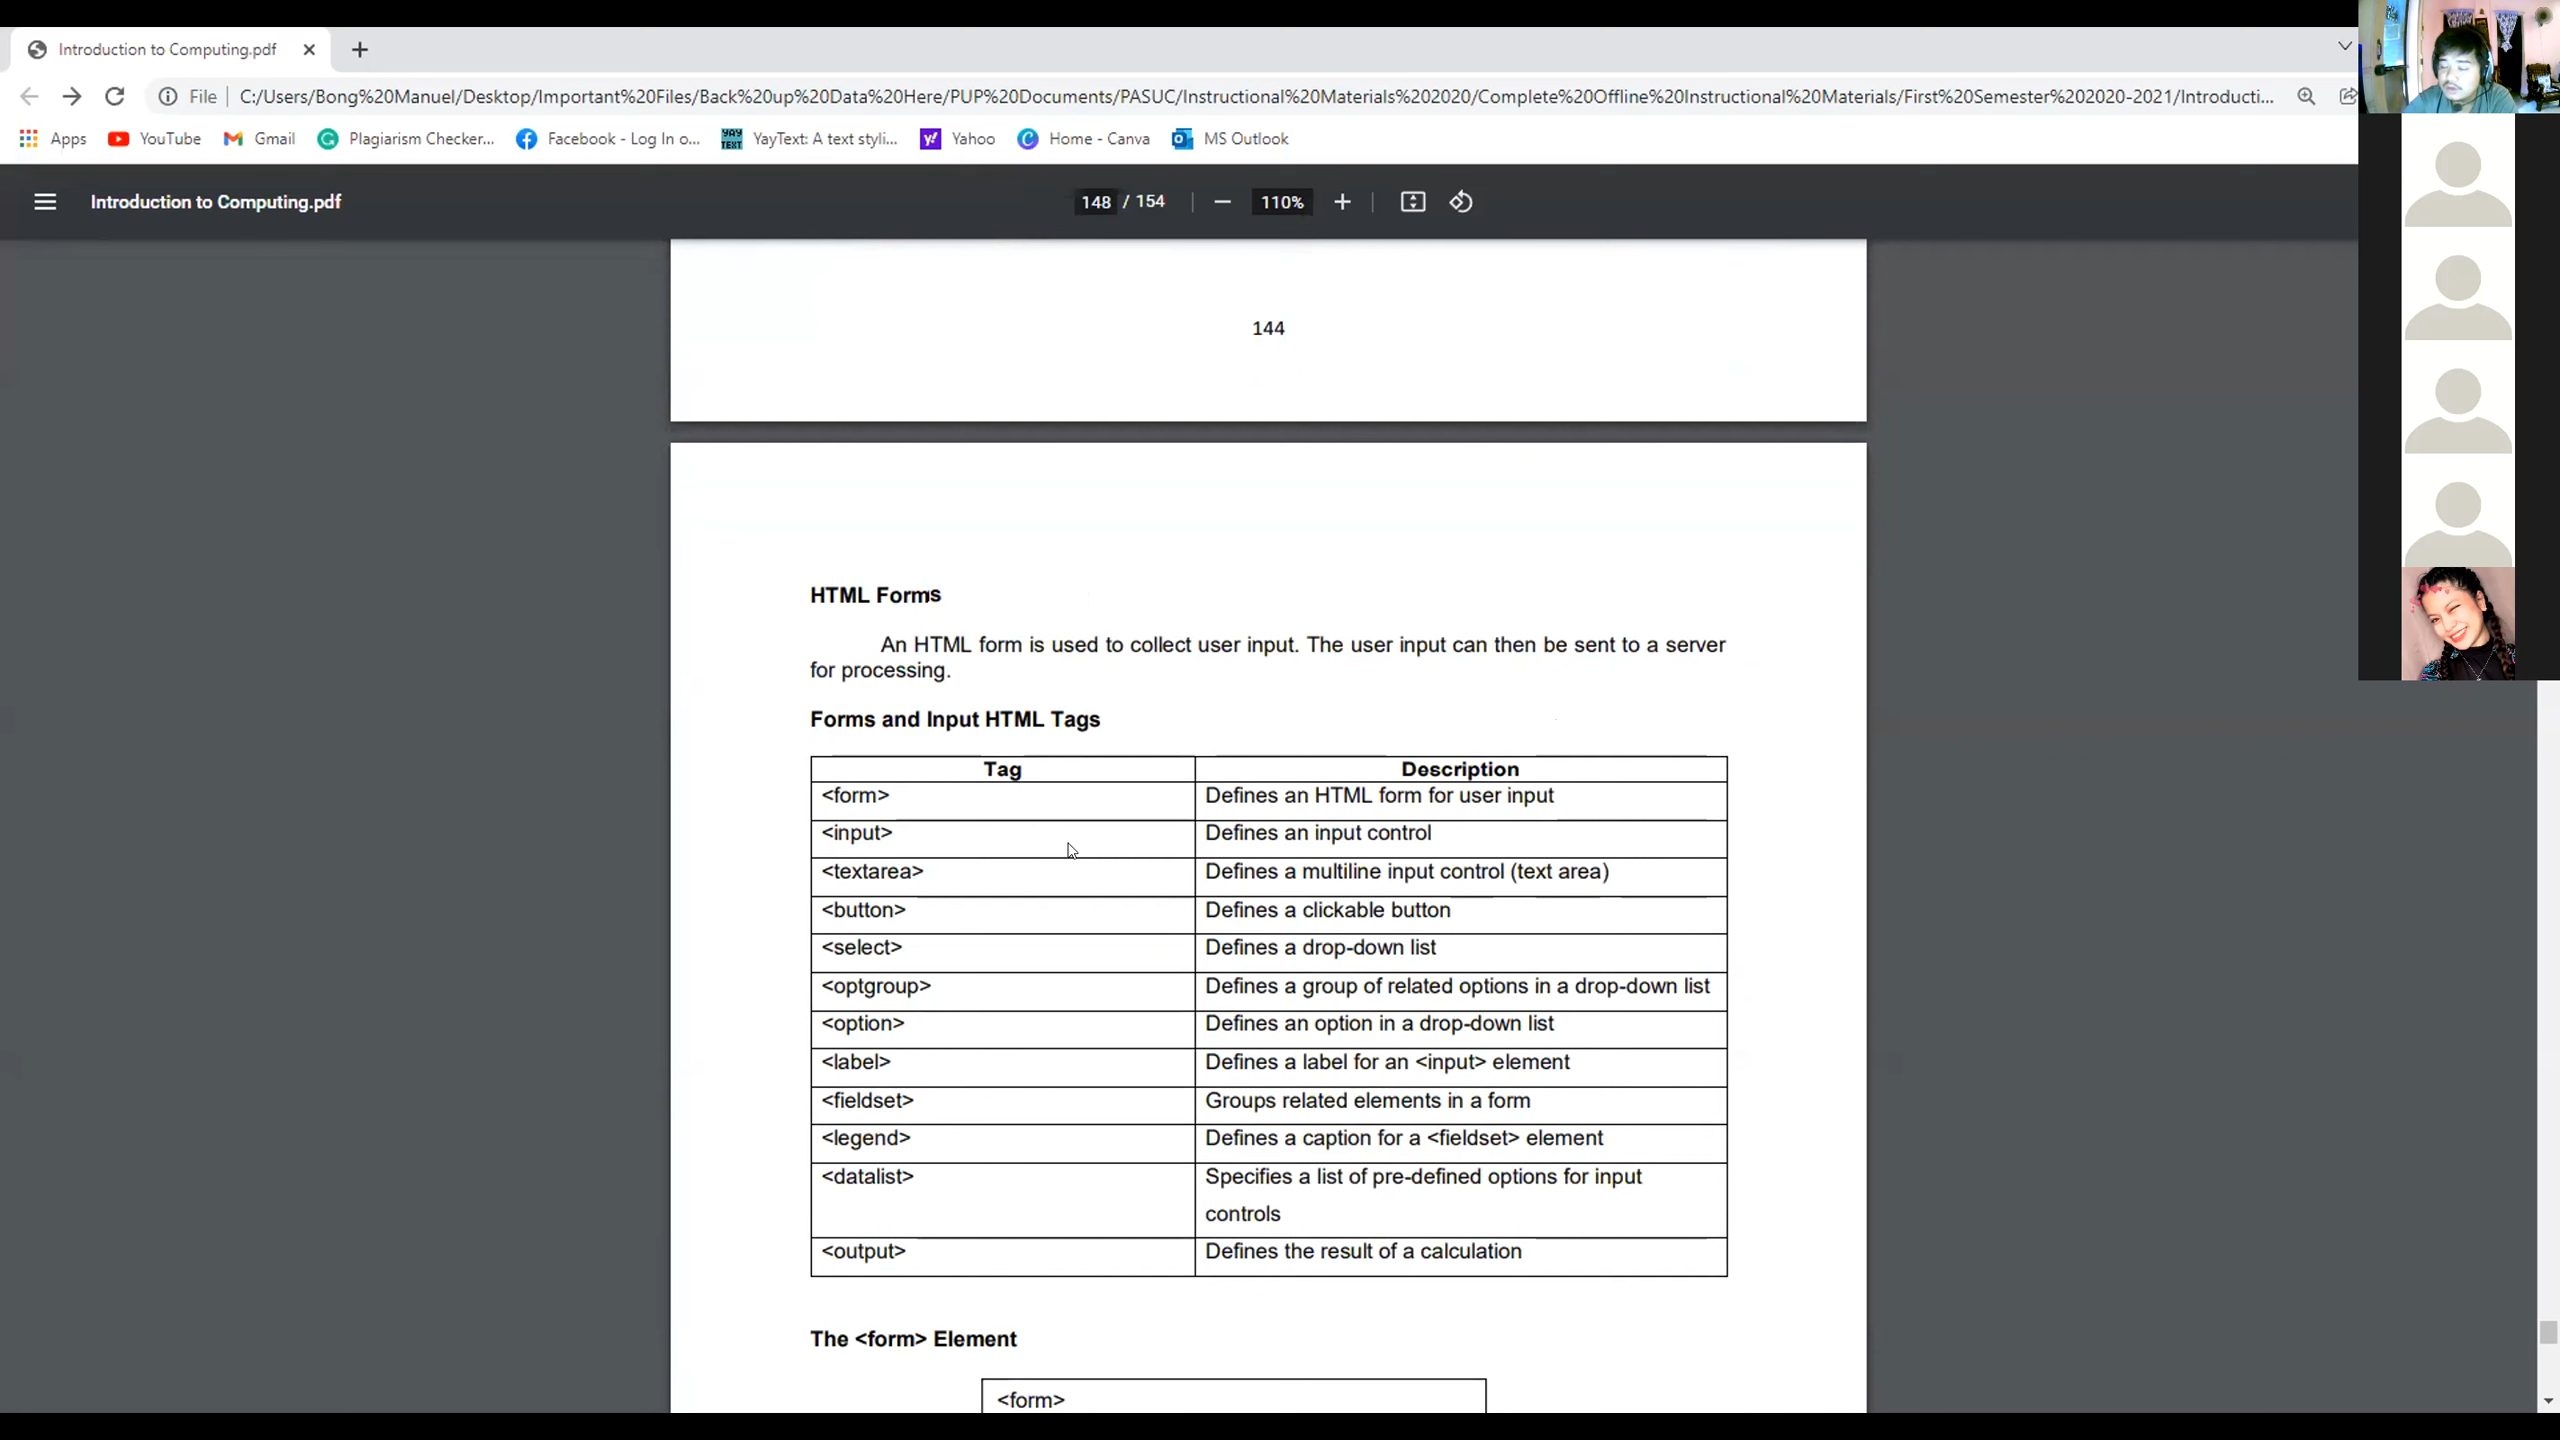 Introduction to Computing.pdf
File
C:/Users/Bong%20Manuel/Desktop/Important%20Files/Back%20up%20Data%20Here/PUP%20Documents/PASUC/Instructional%20Materials%202020/Complete%20Offline%20Instructional%20Materials/First%20Semester%202020-2021/Introducti...
Apps YouTube Gmail Plagiarism Checker... Facebook - Log In o... YAY TEXT YayText: A text styli... Yahoo Home - Canva MS Outlook
Introduction to Computing.pdf 148 / 154 110%
144
HTML Forms
An HTML form is used to collect user input. The user input can then be sent to a server
for processing.
Forms and Input HTML Tags
Tag Description
<form> Defines an HTML form for user input
<input> Defines an input control
<textarea> Defines a multiline input control (text area)
<button> Defines a clickable button
<select> Defines a drop-down list
<optgroup> Defines a group of related options in a drop-down list
<option> Defines an option in a drop-down list
<label> Defines a label for an <input> element
<fieldset> Groups related elements in a form
<legend> Defines a caption for a <fieldset> element
<datalist> Specifies a list of pre-defined options for input
controls
<output> Defines the result of a calculation
The <form> Element
<form>